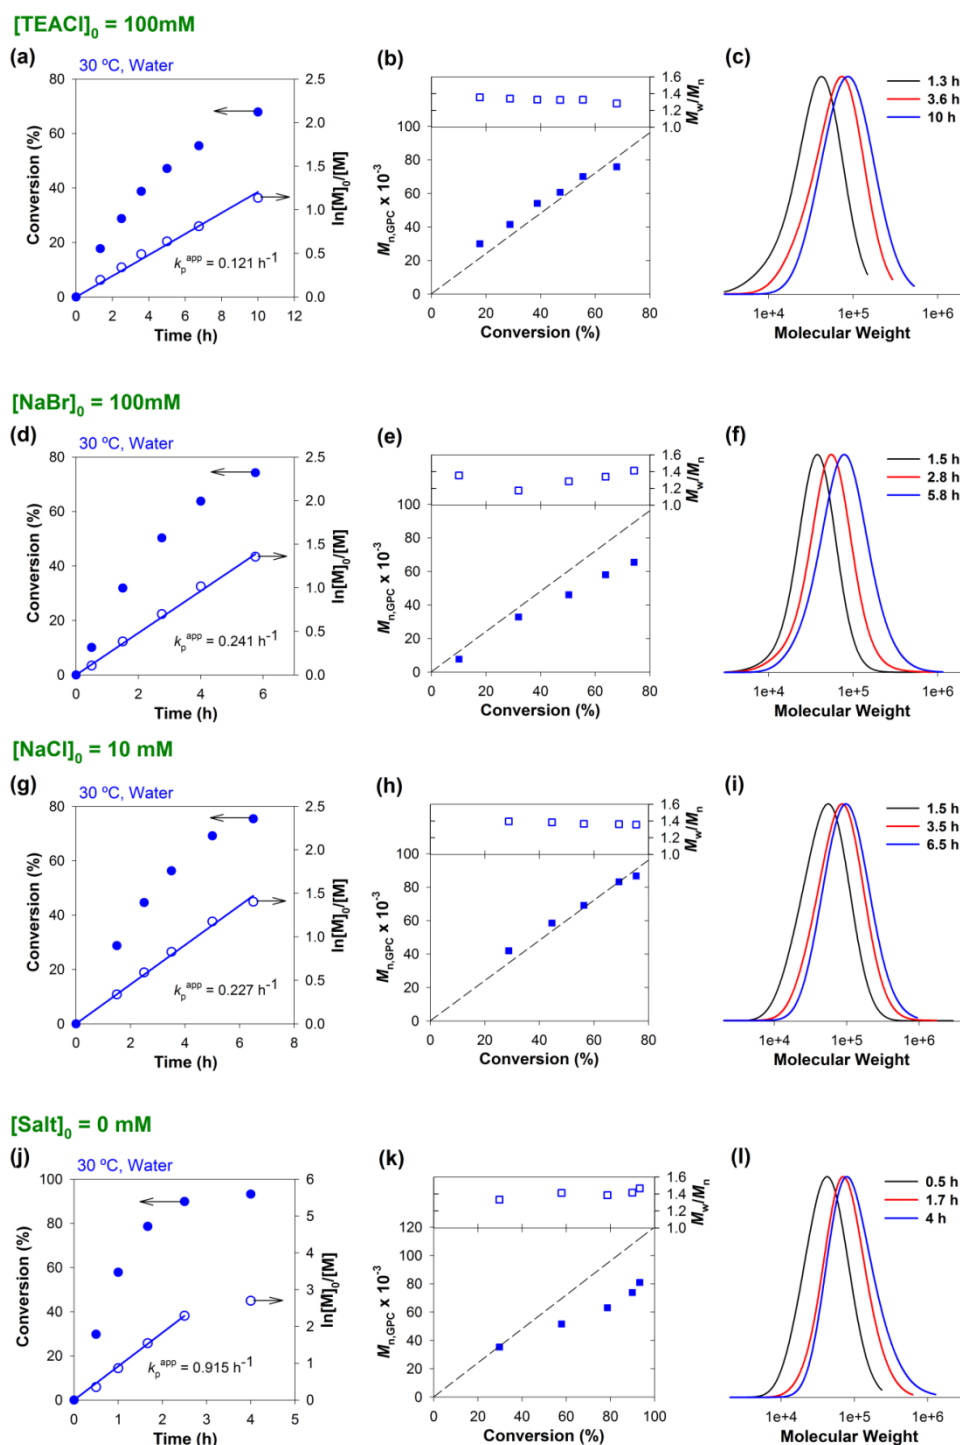 [TEACl]0 = 100mM
(a)
30 ºC, Water
2.5
80
2.0
60
1.5
40
1.0
20
0.5
kpapp = 0.121 h-1
0
0.0
0 2 4 6 8 10 12
Time (h)
Conversion (%)
ln[M]0/[M]
(b)
1.6
1.4
1.2
1.0
Mw/Mn
100
80
60
40
20
0
0 20 40 60 80
Conversion (%)
Mn,GPC x 10-3
(c)
1.3 h
3.6 h
10 h
1e+4 1e+5 1e+6
Molecular Weight
[NaBr]0 = 100mM
(d)
30 ºC, Water
2.5
80
2.0
60
1.5
40
1.0
20
0.5
kpapp = 0.241 h-1
0
0.0
0 2 4 6
Time (h)
Conversion (%)
ln[M]0/[M]
(e)
1.6
1.4
1.2
1.0
Mw/Mn
100
80
60
40
20
0
0 20 40 60 80
Conversion (%)
Mn,GPC x 10-3
(f)
1.5 h
2.8 h
5.8 h
1e+4 1e+5 1e+6
Molecular Weight
[NaCl]0 = 10 mM
(g)
30 ºC, Water
2.5
80
2.0
60
1.5
40
1.0
20
0.5
kpapp = 0.227 h-1
0
0.0
0 2 4 6 8
Time (h)
Conversion (%)
ln[M]0/[M]
(h)
1.6
1.4
1.2
1.0
Mw/Mn
100
80
60
40
20
0
0 20 40 60 80
Conversion (%)
Mn,GPC x 10-3
(i)
1.5 h
3.5 h
6.5 h
1e+4 1e+5 1e+6
Molecular Weight
[Salt]0 = 0 mM
(j)
30 ºC, Water
100
6
80
5
60
4
40
3
20
2
1
kpapp = 0.915 h-1
0
0
0 1 2 3 4 5
Time (h)
Conversion (%)
ln[M]0/[M]
(k)
1.6
1.4
1.2
1.0
Mw/Mn
120
100
80
60
40
20
0
0 20 40 60 80 100
Conversion (%)
Mn,GPC x 10-3
(l)
0.5 h
1.7 h
4 h
1e+4 1e+5 1e+6
Molecular Weight